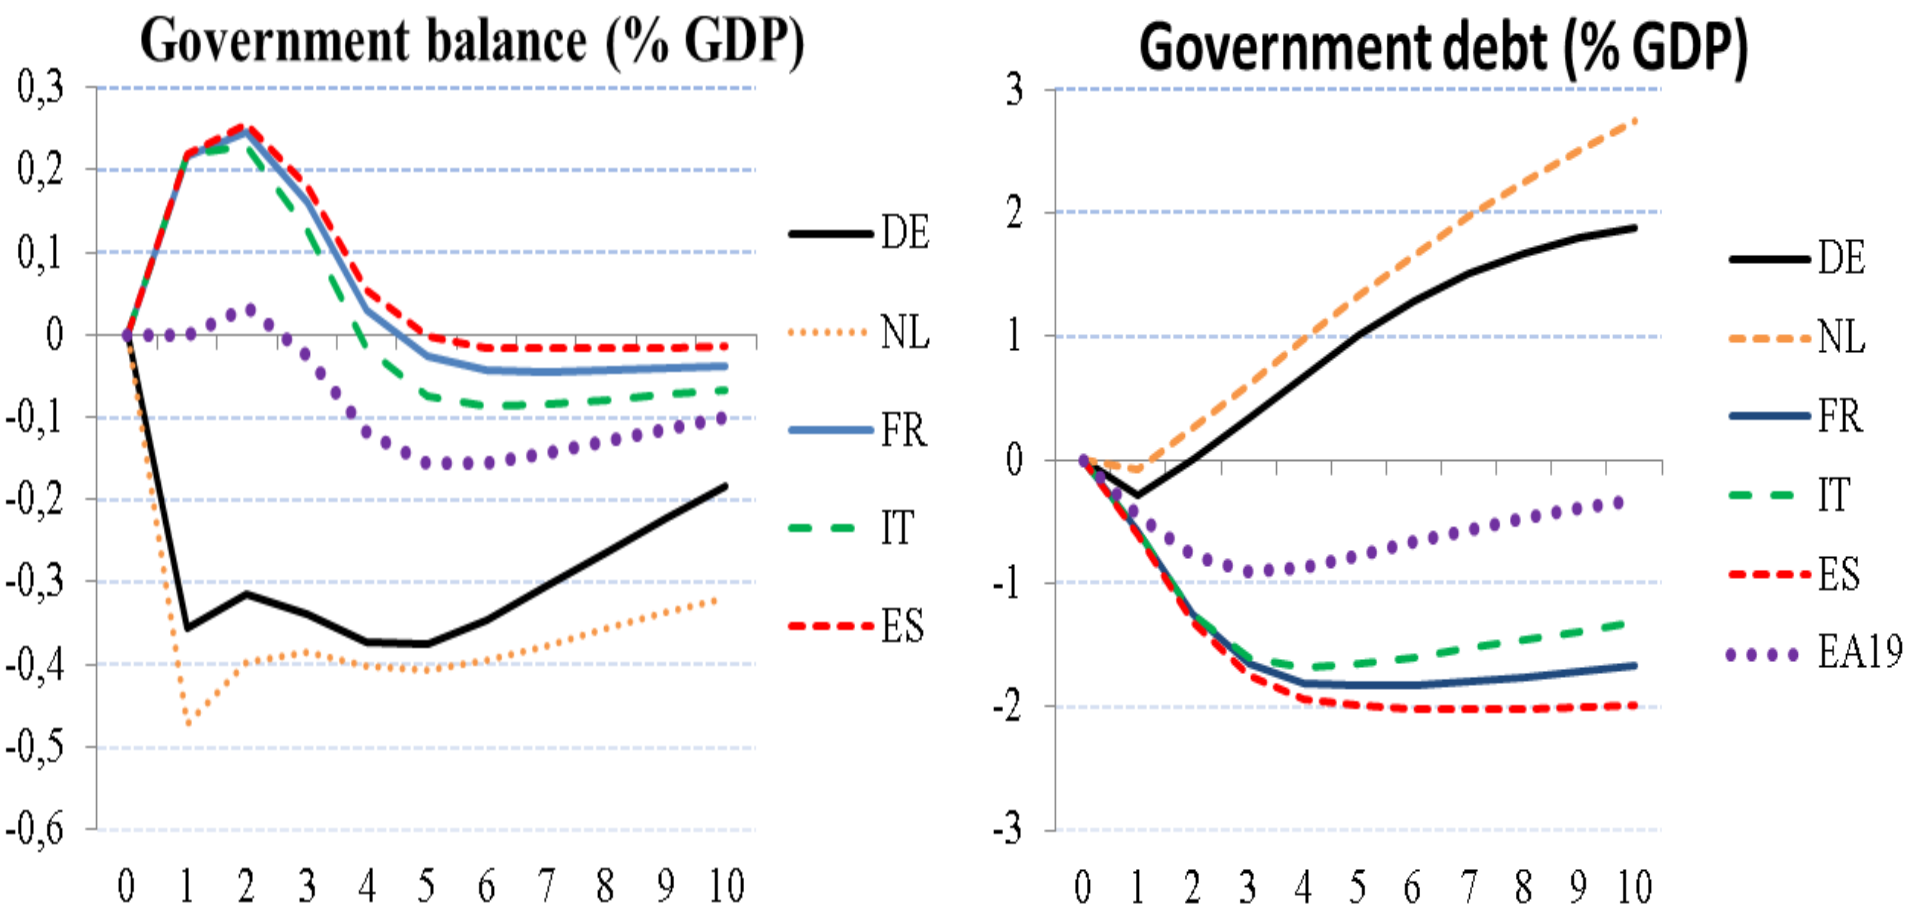 Government balance (% GDP)
0,3
0,2
0,1
0
-0,1
-0,2
-0,3
-0,4
-0,5
-0,6
0 1 2 3 4 5 6 7 8 9 10
DE
NL
FR
IT
ES
Government debt (% GDP)
3
2
1
0
-1
-2
-3
0 1 2 3 4 5 6 7 8 9 10
DE
NL
FR
IT
ES
EA19